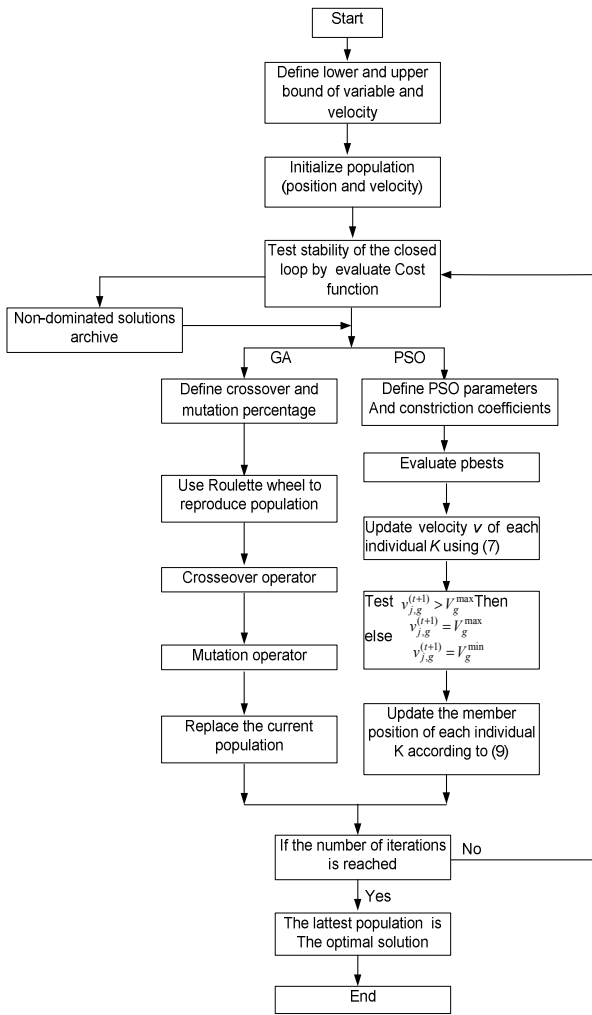 Start
Define lower and upper
bound of variable and
velocity
Initialize population
(position and velocity)
Test stability of the closed
loop by evaluate Cost
function
Non-dominated solutions
archive
GA
PSO
Define crossover and
mutation percentage
Use Roulette wheel to
reproduce population
Crosseover operator
Mutation operator
Replace the current
population
Define PSO parameters
And constriction coefficients
Evaluate pbests
Update velocity v of each
individual K using (7)
Test v_{j,g}^{(t+1)} > V_g^{max} Then
v_{j,g}^{(t+1)} = V_g^{max}
else
v_{j,g}^{(t+1)} = V_g^{min}
Update the member
position of each individual
K according to (9)
If the number of iterations
is reached
No
Yes
The lattest population is
The optimal solution
End